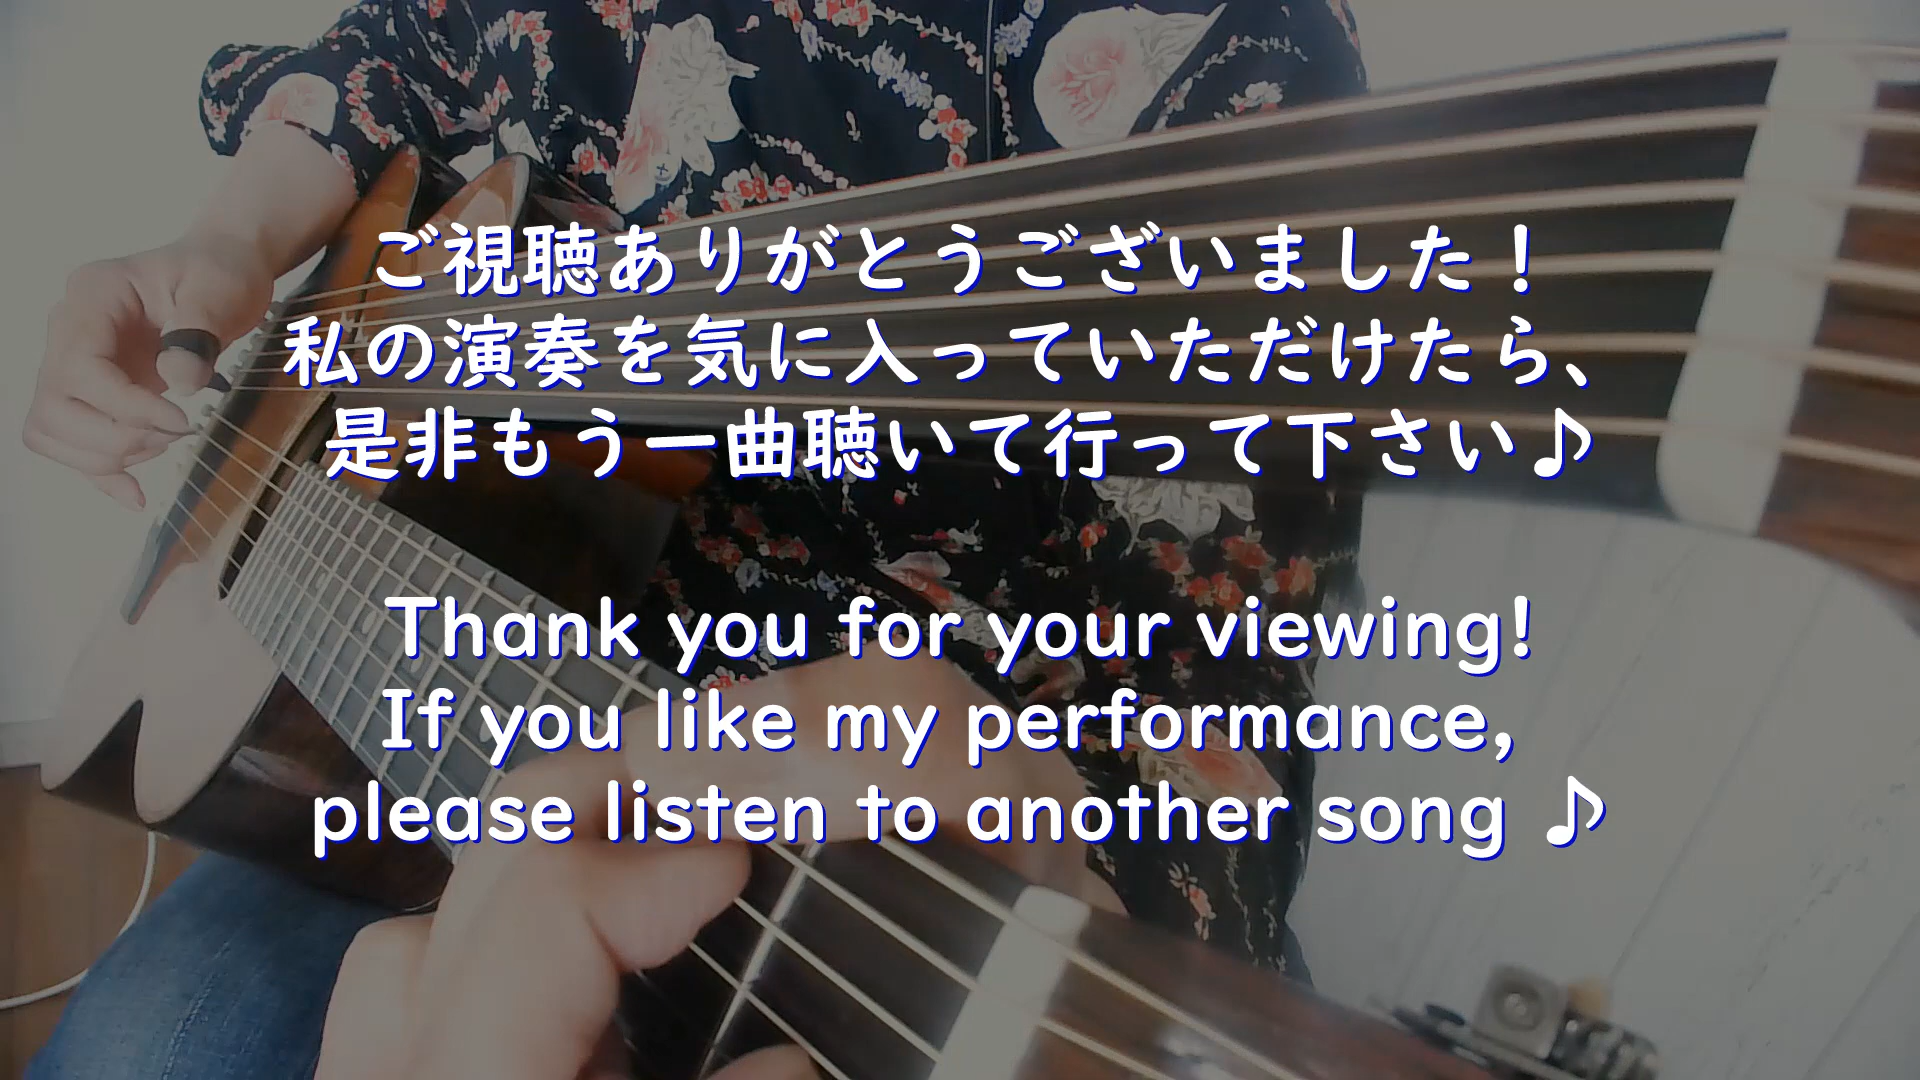 ご視聴ありがとうございました！
私の演奏を気に入っていただけたら、
是非もう一曲聴いて行って下さい♪
Thank you for your viewing!
If you like my performance,
please listen to another song ♪